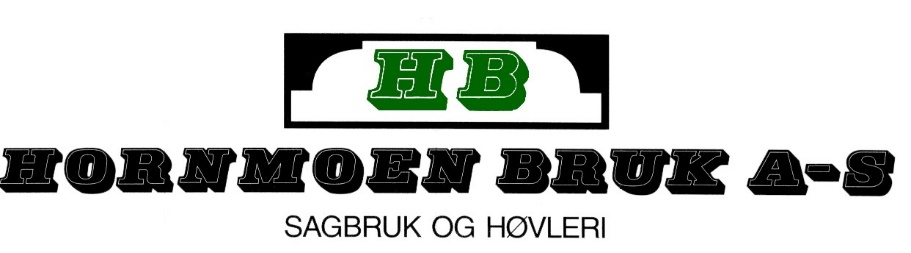 HB
HORNMOEN BRUK A-S
SAGBRUK OG HØVLERI